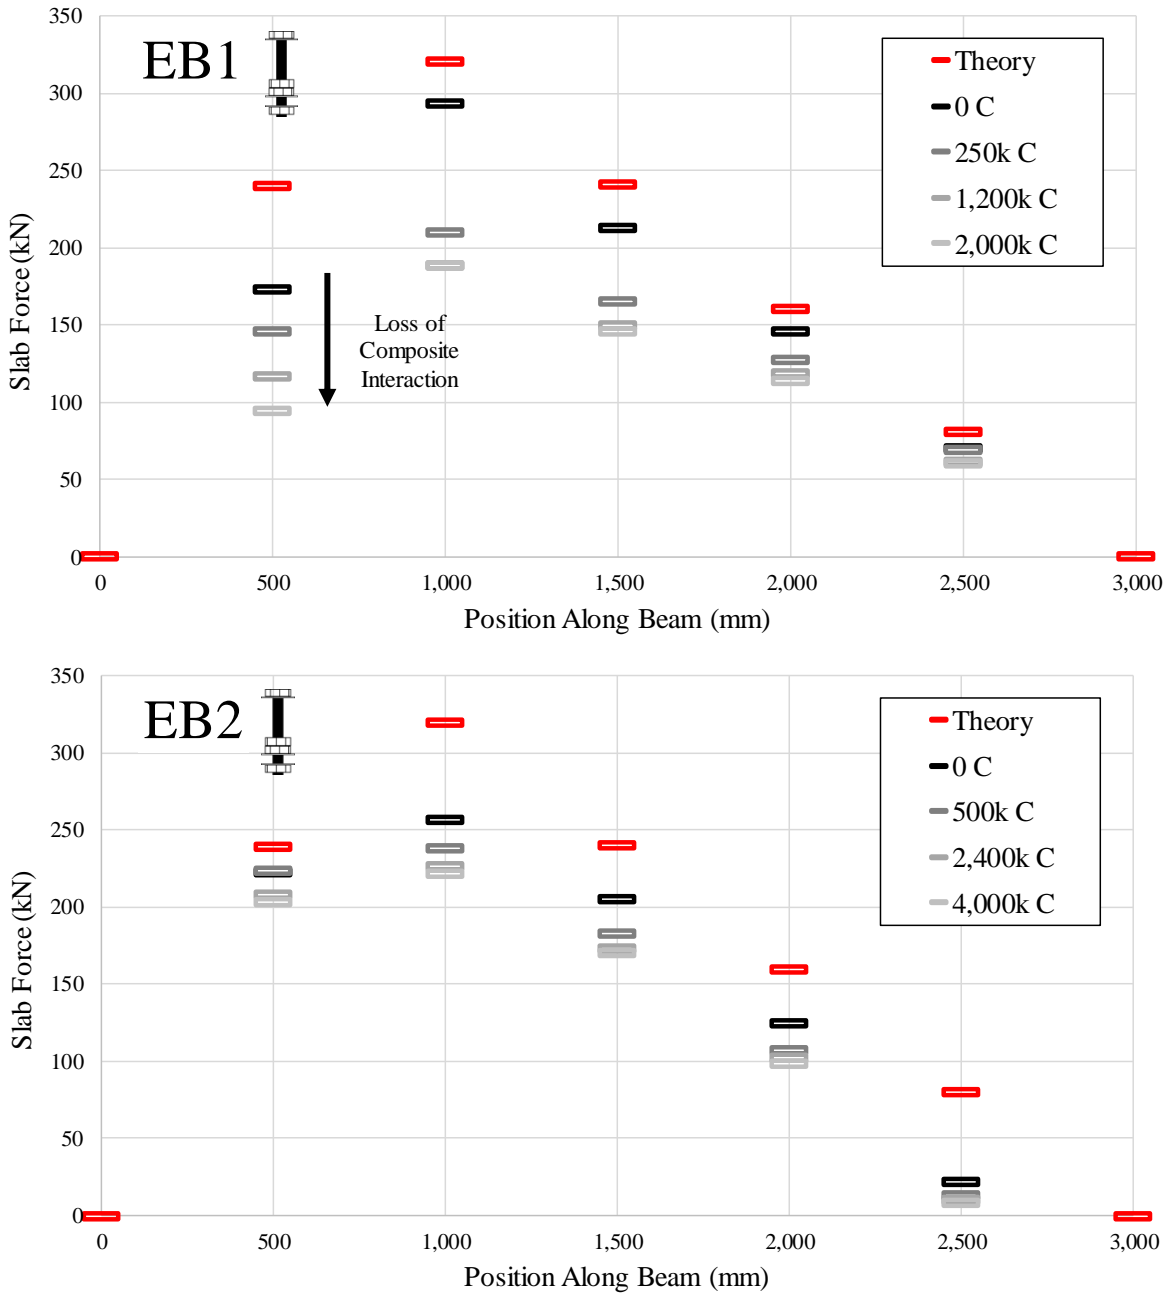 350
300
250
200
150
100
50
0
Slab Force (kN)
EB1
Theory
0 C
250k C
1,200k C
2,000k C
Loss of
Composite
Interaction
0
500
1,000
1,500
2,000
2,500
3,000
Position Along Beam (mm)
350
300
250
200
150
100
50
0
Slab Force (kN)
EB2
Theory
0 C
500k C
2,400k C
4,000k C
0
500
1,000
1,500
2,000
2,500
3,000
Position Along Beam (mm)